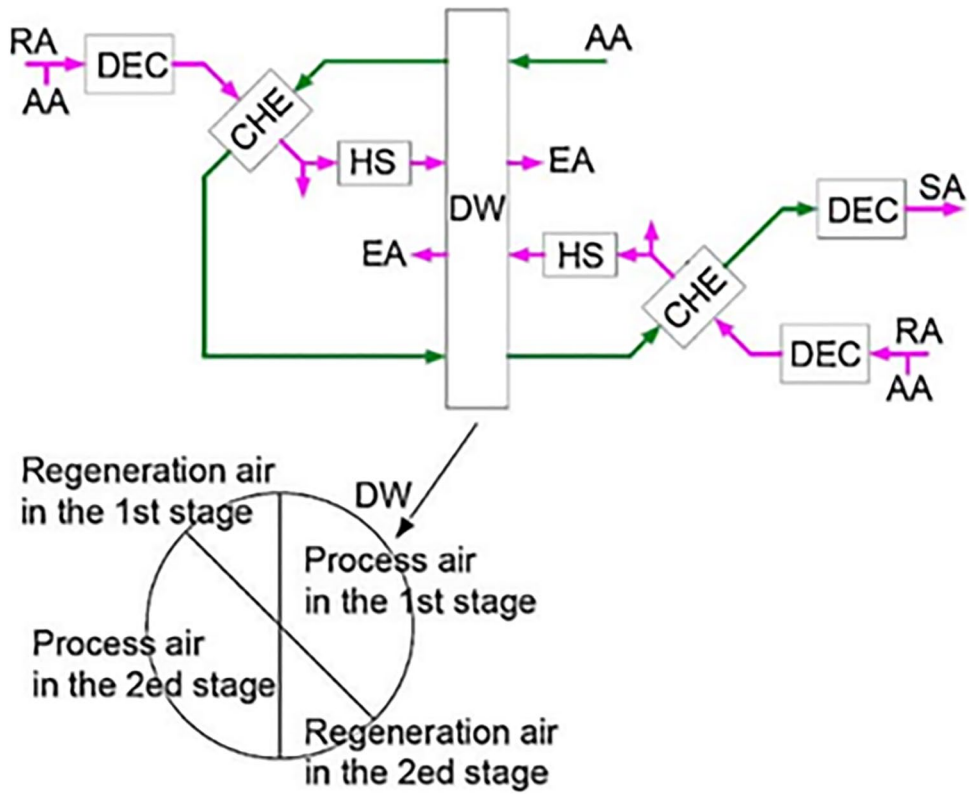 RA
AA
DEC
CHE
AA
HS
EA
DW
EA
HS
CHE
DEC
SA
DEC
RA
AA
Regeneration air
in the 1st stage
DW
Process air
in the 1st stage
Process air
in the 2ed stage
Regeneration air
in the 2ed stage